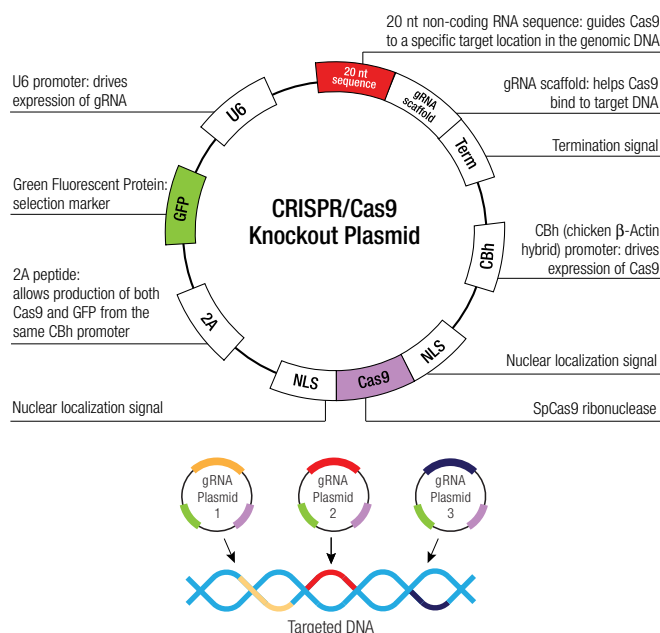 20 nt non-coding RNA sequence: guides Cas9
to a specific target location in the genomic DNA
U6 promoter: drives
expression of gRNA
20 nt
sequence
gRNA
scaffold
gRNA scaffold: helps Cas9
bind to target DNA
U6
Term
Termination signal
Green Fluorescent Protein:
selection marker
GFP
CRISPR/Cas9
Knockout Plasmid
CBh
CBh (chicken β-Actin
hybrid) promoter: drives
expression of Cas9
2A peptide:
allows production of both
Cas9 and GFP from the
same CBh promoter
2A
NLS
Cas9
NLS
Nuclear localization signal
Nuclear localization signal
SpCas9 ribonuclease
gRNA
Plasmid
1
gRNA
Plasmid
2
gRNA
Plasmid
3
Targeted DNA